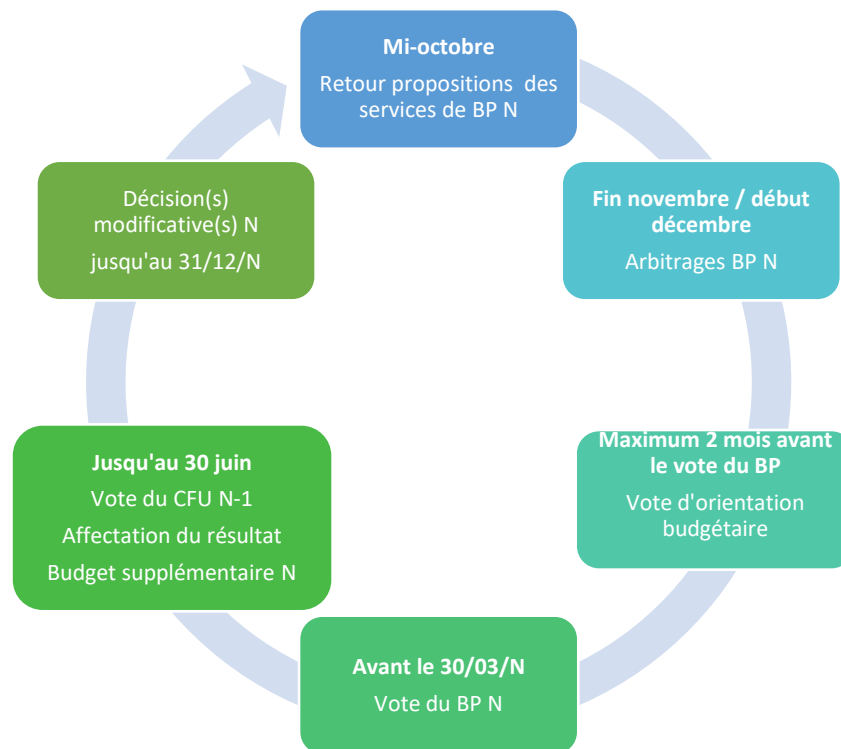 Mi-octobre
Retour propositions des
services de BP N
Fin novembre / début
décembre
Arbitrages BP N
Maximum 2 mois avant
le vote du BP
Vote d'orientation
budgétaire
Avant le 30/03/N
Vote du BP N
Jusqu'au 30 juin
Vote du CFU N-1
Affectation du résultat
Budget supplémentaire N
Décision(s)
modificative(s) N
jusqu'au 31/12/N